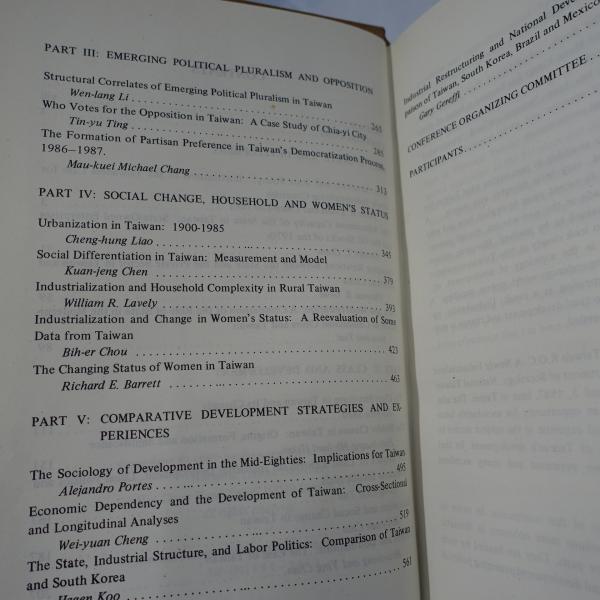 PART III: EMERGING POLITICAL PLURALISM AND OPPOSITION
Structural Correlates of Emerging Political Pluralism in Taiwan
Wen-lang Li . . . . . . . . . . . . . . . . . . . . 265
Who Votes for the Opposition in Taiwan: A Case Study of Chia-yi City
Tin-yu Ting . . . . . . . . . . . . . . . . . . . . 285
The Formation of Partisan Preference in Taiwan's Democratization Process,
1986–1987.
Mau-kuei Michael Chang . . . . . . . . . . . . . . . . . . . . 313
PART IV: SOCIAL CHANGE, HOUSEHOLD AND WOMEN'S STATUS
Urbanization in Taiwan: 1900-1985
Cheng-hung Liao . . . . . . . . . . . . . . . . . . . . 345
Social Differentiation in Taiwan: Measurement and Model
Kuan-jeng Chen . . . . . . . . . . . . . . . . . . . . 379
Industrialization and Household Complexity in Rural Taiwan
William R. Lavely . . . . . . . . . . . . . . . . . . . . 393
Industrialization and Change in Women's Status: A Reevaluation of Some
Data from Taiwan
Bih-er Chou . . . . . . . . . . . . . . . . . . . . 423
The Changing Status of Women in Taiwan
Richard E. Barrett . . . . . . . . . . . . . . . . . . . . 463
PART V: COMPARATIVE DEVELOPMENT STRATEGIES AND EX-
PERIENCES
The Sociology of Development in the Mid-Eighties: Implications for Taiwan
Alejandro Portes . . . . . . . . . . . . . . . . . . . . 495
Economic Dependency and the Development of Taiwan: Cross-Sectional
and Longitudinal Analyses
Wei-yuan Cheng . . . . . . . . . . . . . . . . . . . . 519
The State, Industrial Structure, and Labor Politics: Comparison of Taiwan
and South Korea
Hagen Koo . . . . . . . . . . . . . . . . . . . . 561
Industrial Restructuring and National
of Taiwan, South Korea, Brazil and Mexico
Gary Gereffi . . . . . . . . . .
CONFERENCE ORGANIZING COMMITTEE . . . .
PARTICIPANTS. . . . . . . . . .